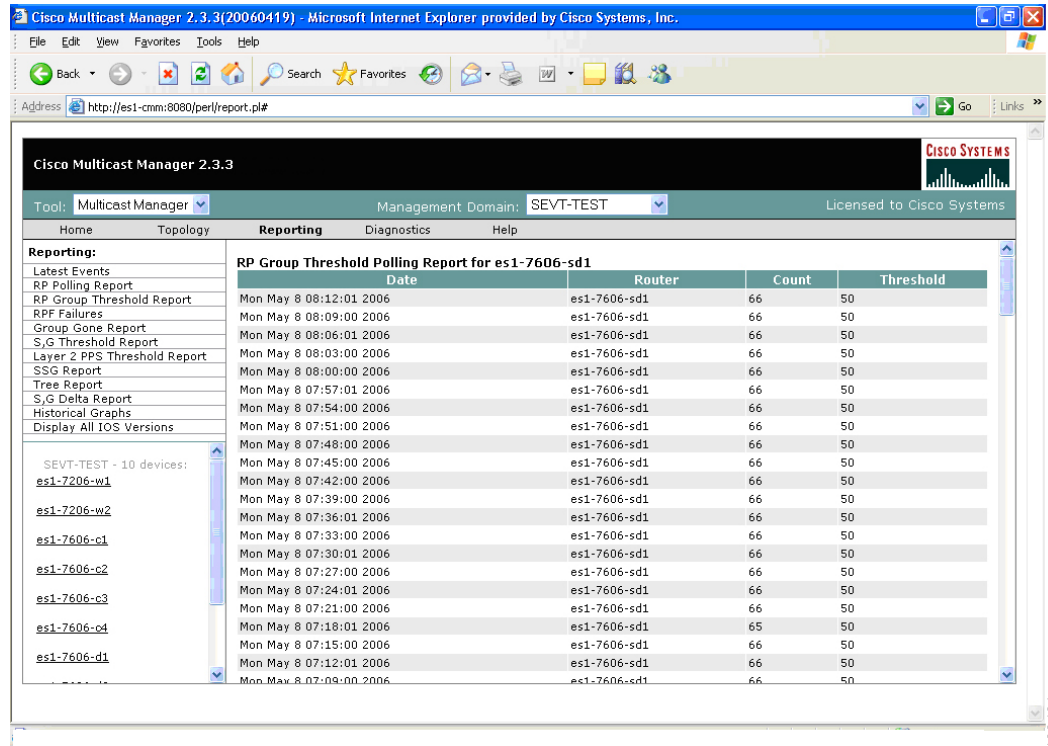 Cisco Multicast Manager 2.3.3(20060419) - Microsoft Internet Explorer provided by Cisco Systems, Inc.
File Edit View Favorites Tools Help
Back Search Favorites
Address http://es1-cmm:8080/perl/report.pl# Go Links »
Cisco Multicast Manager 2.3.3
CISCO SYSTEMS
Tool: Multicast Manager Management Domain: SEVT-TEST Licensed to Cisco Systems
Home Topology Reporting Diagnostics Help
Reporting:
Latest Events
RP Polling Report
RP Group Threshold Report
RPF Failures
Group Gone Report
S,G Threshold Report
Layer 2 PPS Threshold Report
SSG Report
Tree Report
S,G Delta Report
Historical Graphs
Display All IOS Versions
SEVT-TEST - 10 devices:
es1-7206-w1
es1-7206-w2
es1-7606-c1
es1-7606-c2
es1-7606-c3
es1-7606-c4
es1-7606-d1
RP Group Threshold Polling Report for es1-7606-sd1
Date Router Count Threshold
Mon May 8 08:12:01 2006 es1-7606-sd1 66 50
Mon May 8 08:09:00 2006 es1-7606-sd1 66 50
Mon May 8 08:06:01 2006 es1-7606-sd1 66 50
Mon May 8 08:03:00 2006 es1-7606-sd1 66 50
Mon May 8 08:00:00 2006 es1-7606-sd1 66 50
Mon May 8 07:57:01 2006 es1-7606-sd1 66 50
Mon May 8 07:54:00 2006 es1-7606-sd1 66 50
Mon May 8 07:51:00 2006 es1-7606-sd1 66 50
Mon May 8 07:48:00 2006 es1-7606-sd1 66 50
Mon May 8 07:45:00 2006 es1-7606-sd1 66 50
Mon May 8 07:42:00 2006 es1-7606-sd1 66 50
Mon May 8 07:39:00 2006 es1-7606-sd1 66 50
Mon May 8 07:36:01 2006 es1-7606-sd1 66 50
Mon May 8 07:33:00 2006 es1-7606-sd1 66 50
Mon May 8 07:30:01 2006 es1-7606-sd1 66 50
Mon May 8 07:27:00 2006 es1-7606-sd1 66 50
Mon May 8 07:24:01 2006 es1-7606-sd1 66 50
Mon May 8 07:21:00 2006 es1-7606-sd1 66 50
Mon May 8 07:18:01 2006 es1-7606-sd1 65 50
Mon May 8 07:15:00 2006 es1-7606-sd1 66 50
Mon May 8 07:12:01 2006 es1-7606-sd1 66 50
Mon May 8 07:09:00 2006 es1-7606-sd1 66 50